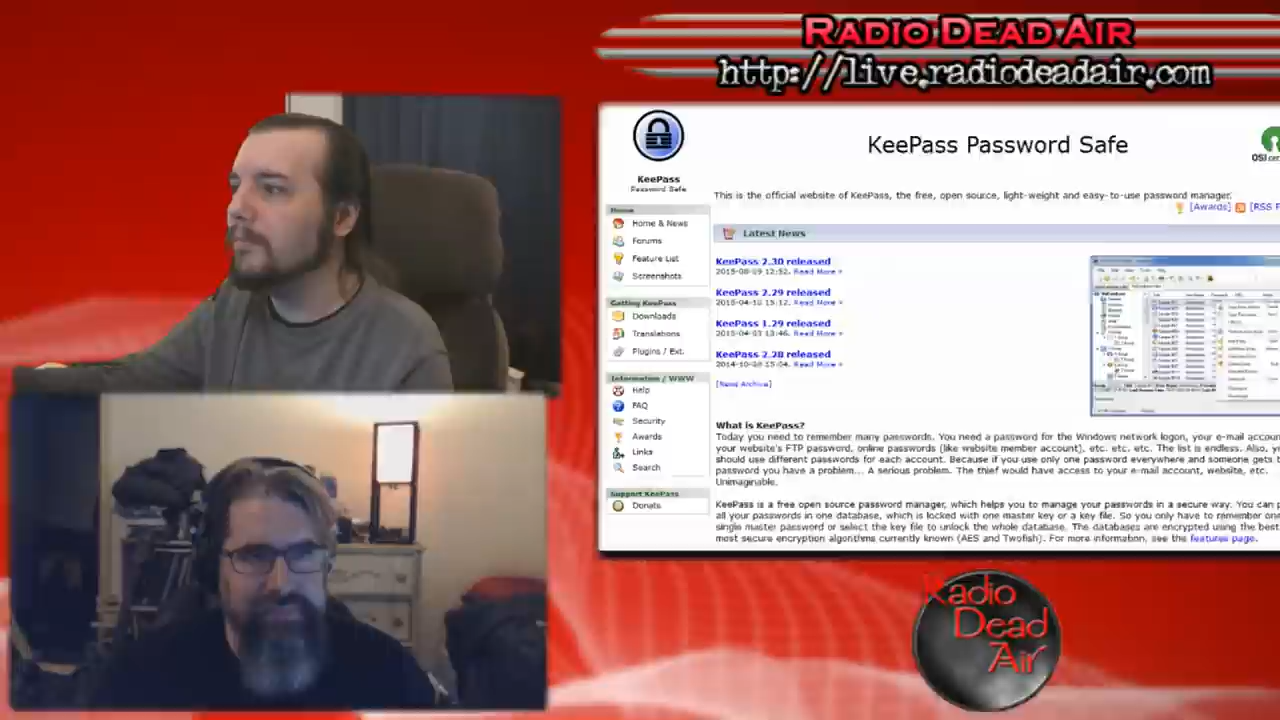 Radio Dead Air
http://live.radiodeadair.com
KeePass
Password Safe
KeePass Password Safe
This is the official website of KeePass, the free, open source, light-weight and easy-to-use password manager.
[Awards] [RSS F
Home
Home & News
Forums
Feature List
Screenshots
Getting KeePass
Downloads
Translations
Plugins / Ext.
Information / WWW
Help
FAQ
Security
Awards
Links
Search
Support KeePass
Donate
Latest News
KeePass 2.30 released
2015-08-09 12:52. Read More »
KeePass 2.29 released
Read More »
KeePass 1.29 released
Read More »
KeePass 2.28 released
Read More »
[News Archive]
What is KeePass?
Today you need to remember many passwords. You need a password for the Windows network logon, your e-mail accoun
your website's FTP password, online passwords (like website member account), etc. etc. etc. The list is endless. Also, y
should use different passwords for each account. Because if you use only one password everywhere and someone gets
password you have a problem... A serious problem. The thief would have access to your e-mail account, website, etc.
Unimaginable.
KeePass is a free open source password manager, which helps you to manage your passwords in a secure way. You can p
all your passwords in one database, which is locked with one master key or a key file. So you only have to remember one
single master password or select the key file to unlock the whole database. The databases are encrypted using the best
most secure encryption algorithms currently known (AES and Twofish). For more information, see the features page.
Radio
Dead
Air